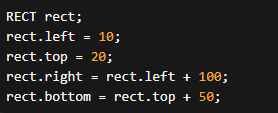 RECT rect;
rect.left = 10;
rect.top = 20;
rect.right = rect.left + 100;
rect.bottom = rect.top + 50;